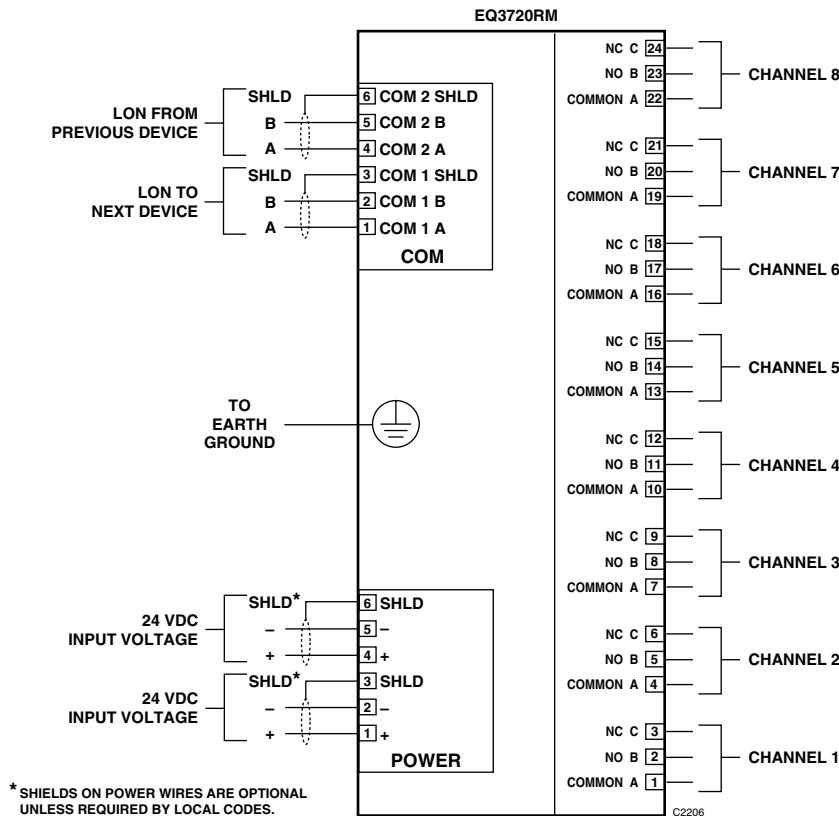 EQ3720RM
LON FROM
PREVIOUS DEVICE
SHLD
B
A
6 COM 2 SHLD
5 COM 2 B
4 COM 2 A
LON TO
NEXT DEVICE
SHLD
B
A
3 COM 1 SHLD
2 COM 1 B
1 COM 1 A
COM
TO
EARTH
GROUND
24 VDC
INPUT VOLTAGE
SHLD*
–
+
6 SHLD
5 –
4 +
24 VDC
INPUT VOLTAGE
SHLD*
–
+
3 SHLD
2 –
1 +
POWER
* SHIELDS ON POWER WIRES ARE OPTIONAL
UNLESS REQUIRED BY LOCAL CODES.
NC C 24
NO B 23
COMMON A 22
CHANNEL 8
NC C 21
NO B 20
COMMON A 19
CHANNEL 7
NC C 18
NO B 17
COMMON A 16
CHANNEL 6
NC C 15
NO B 14
COMMON A 13
CHANNEL 5
NC C 12
NO B 11
COMMON A 10
CHANNEL 4
NC C 9
NO B 8
COMMON A 7
CHANNEL 3
NC C 6
NO B 5
COMMON A 4
CHANNEL 2
NC C 3
NO B 2
COMMON A 1
CHANNEL 1
C2206